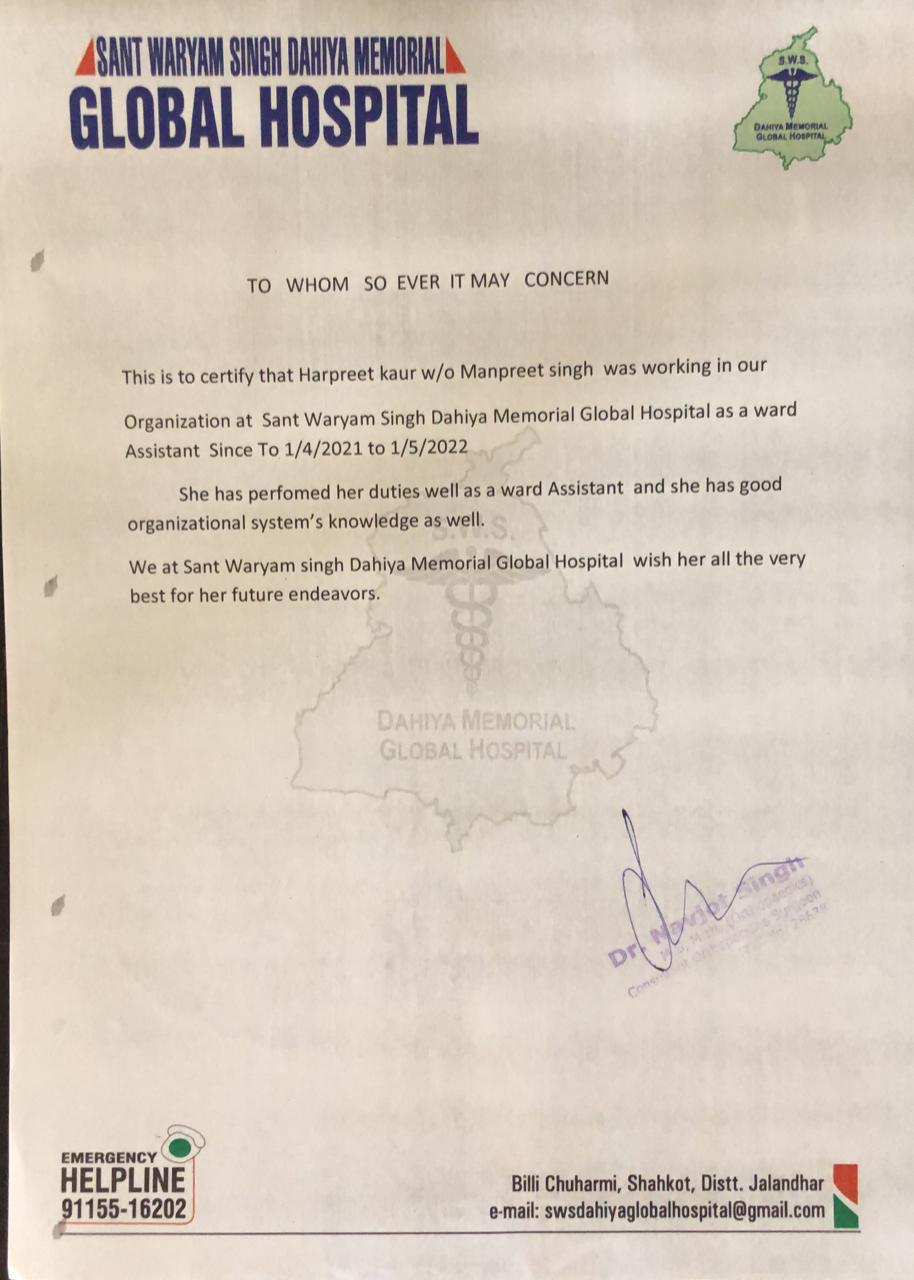 SANT WARYAM SINGH DAHIYA MEMORIAL
GLOBAL HOSPITAL
S.W.S.
DAHIYA MEMORIAL
GLOBAL HOSPITAL
TO WHOM SO EVER IT MAY CONCERN
This is to certify that Harpreet kaur w/o Manpreet singh was working in our
Organization at Sant Waryam Singh Dahiya Memorial Global Hospital as a ward
Assistant Since To 1/4/2021 to 1/5/2022
She has perfomed her duties well as a ward Assistant and she has good
organizational system's knowledge as well.
We at Sant Waryam singh Dahiya Memorial Global Hospital wish her all the very
best for her future endeavors.
S.W.S.
DAHIYA MEMORIAL
GLOBAL HOSPITAL
Dr. Navjot Singh
(Orthopaedics)
Surgeon
EMERGENCY
HELPLINE
91155-16202
Billi Chuharmi, Shahkot, Distt. Jalandhar
e-mail: swsdahiyaglobalhospital@gmail.com